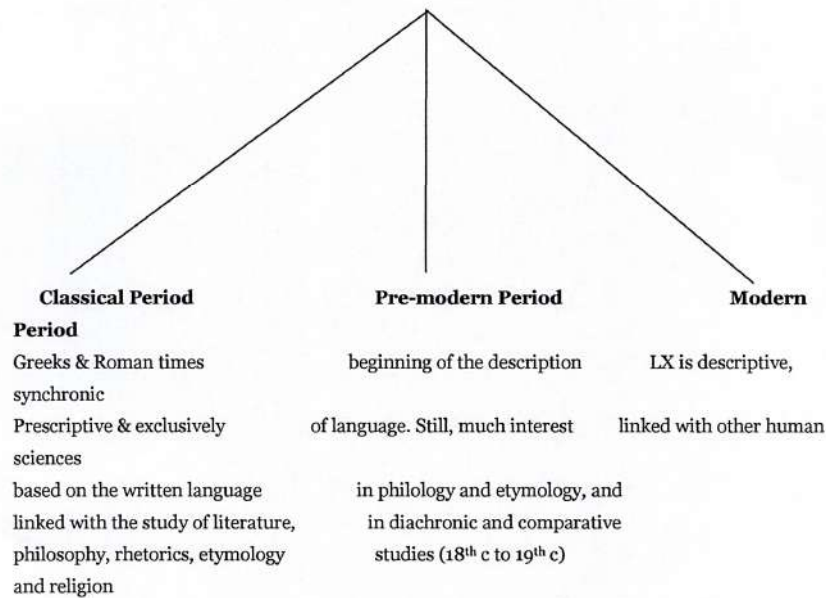 Classical Period Pre-modern Period Modern
Period
Greeks & Roman times beginning of the description LX is descriptive,
synchronic
Prescriptive & exclusively of language. Still, much interest linked with other human
sciences
based on the written language in philology and etymology, and
linked with the study of literature, in diachronic and comparative
philosophy, rhetorics, etymology studies (18th c to 19th c)
and religion